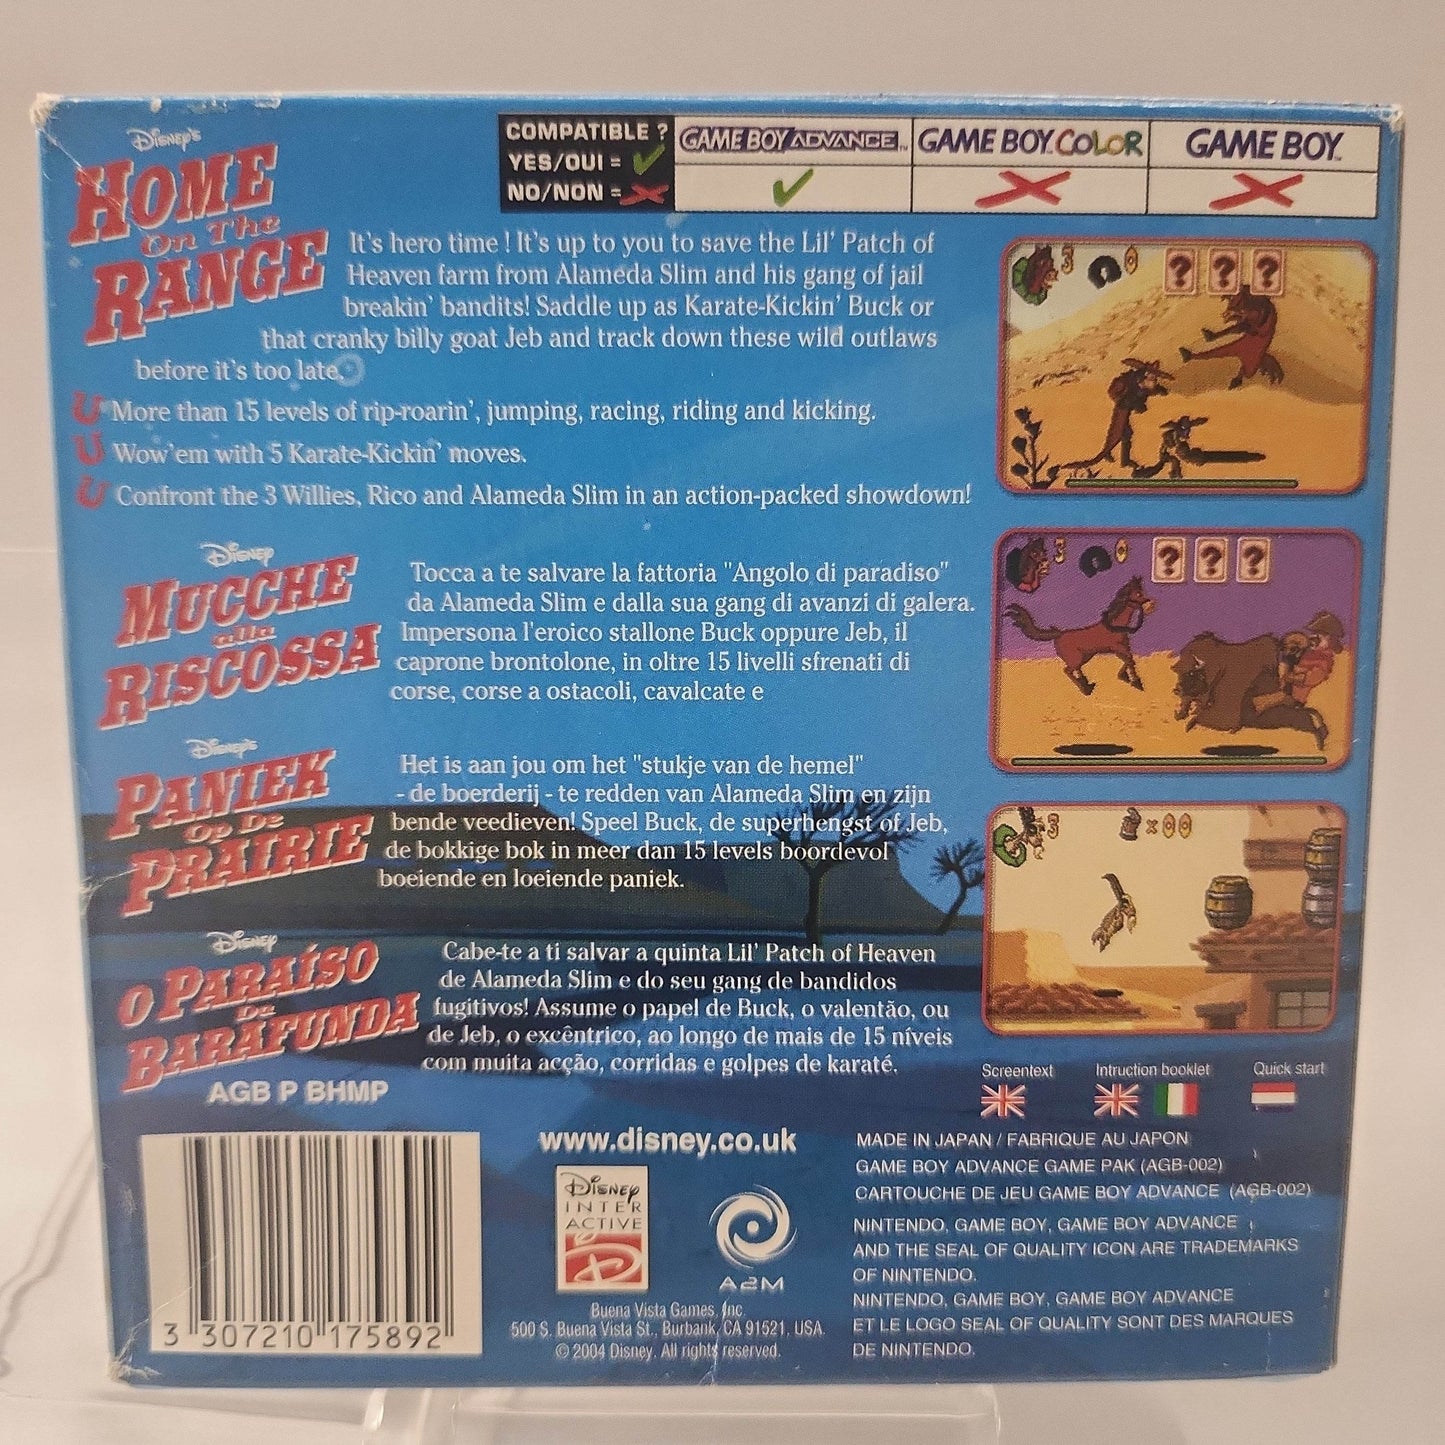 COMPATIBLE ?
YES/OUI =
NO/NON =
GAME BOY ADVANCE™
GAME BOY COLOR
GAME BOY™
DISNEY'S
HOME
ON THE
RANGE
It's hero time ! It's up to you to save the Lil' Patch of
Heaven farm from Alameda Slim and his gang of jail
breakin' bandits! Saddle up as Karate-Kickin' Buck or
that cranky billy goat Jeb and track down these wild outlaws
before it's too late.
More than 15 levels of rip-roarin', jumping, racing, riding and kicking.
Wow'em with 5 Karate-Kickin' moves.
Confront the 3 Willies, Rico and Alameda Slim in an action-packed showdown!
3 0 ? ? ?
DISNEY
MUCCHE
alla
RISCOSSA
Tocca a te salvare la fattoria "Angolo di paradiso"
da Alameda Slim e dalla sua gang di avanzi di galera.
Impersona l'eroico stallone Buck oppure Jeb, il
caprone brontolone, in oltre 15 livelli sfrenati di
corse, corse a ostacoli, cavalcate e
3 0 ? ? ?
DISNEY'S
PANIEK
OP DE
PRAIRIE
Het is aan jou om het "stukje van de hemel"
- de boerderij - te redden van Alameda Slim en zijn
bende veedieven! Speel Buck, de superhengst of Jeb,
de bokkige bok in meer dan 15 levels boordevol
boeiende en loeiende paniek.
3 x00
DISNEY
O PARAÍSO
DA
BARAFUNDA
Cabe-te a ti salvar a quinta Lil' Patch of Heaven
de Alameda Slim e do seu gang de bandidos
fugitivos! Assume o papel de Buck, o valentão, ou
de Jeb, o excêntrico, ao longo de mais de 15 níveis
com muita acção, corridas e golpes de karaté.
AGB P BHMP
Screentext
Intruction booklet
Quick start
3 307210 175892
www.disney.co.uk
DISNEY
INTER
ACTIVE
D
A2M
Buena Vista Games, Inc.
500 S. Buena Vista St., Burbank, CA 91521, USA.
© 2004 Disney. All rights reserved.
MADE IN JAPAN / FABRIQUE AU JAPON
GAME BOY ADVANCE GAME PAK (AGB-002)
CARTOUCHE DE JEU GAME BOY ADVANCE (AGB-002)
NINTENDO, GAME BOY, GAME BOY ADVANCE
AND THE SEAL OF QUALITY ICON ARE TRADEMARKS
OF NINTENDO.
NINTENDO, GAME BOY, GAME BOY ADVANCE
ET LE LOGO SEAL OF QUALITY SONT DES MARQUES
DE NINTENDO.